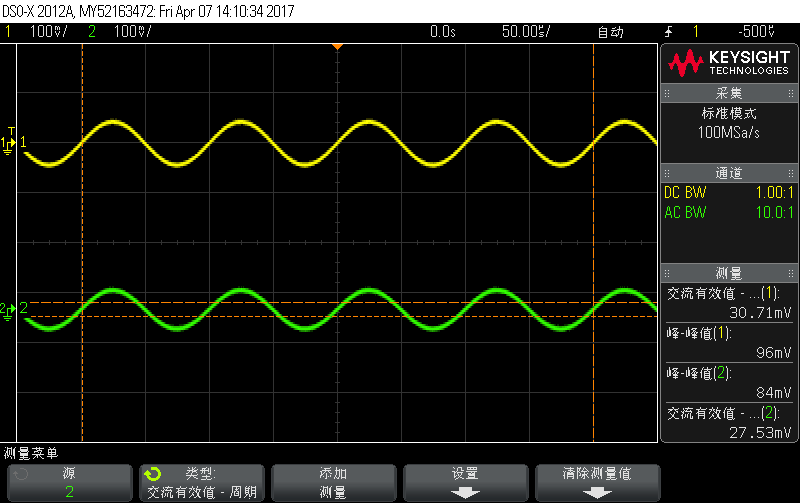 DSO-X 2012A, MY52163472: Fri Apr 07 14:10:34 2017
1 100▽/ 2 100▽/ 0.0s 50.00▽/ 自动 1 -500▽
KEYSIGHT
TECHNOLOGIES
采集
标准模式
100MSa/s
通道
DC BW 1.00:1
AC BW 10.0:1
测量
交流有效值 - ...(1):
30.71mV
峰-峰值(1):
96mV
峰-峰值(2):
84mV
交流有效值 - ...(2):
27.53mV
T
1 1
2 2
测量菜单
源
2
类型:
交流有效值 - 周期
添加
测量
设置
清除测量值